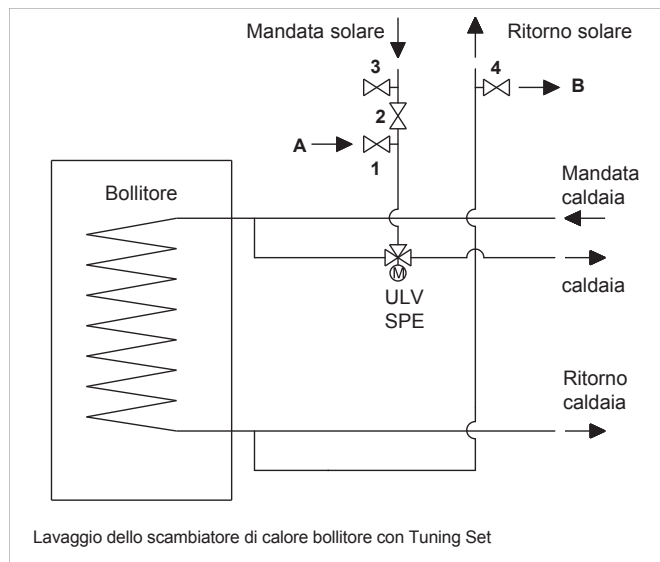 Mandata solare
Ritorno solare
3
4
2
B
A
1
Bollitore
Mandata
caldaia
M
caldaia
ULV
SPE
Ritorno
caldaia
Lavaggio dello scambiatore di calore bollitore con Tuning Set